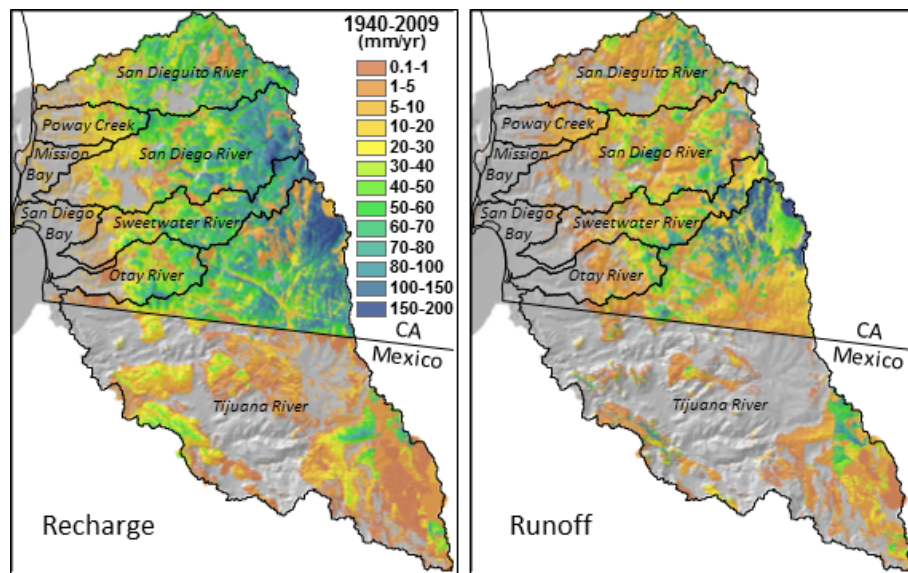 1940-2009
(mm/yr)
0.1-1
1-5
5-10
10-20
20-30
30-40
40-50
50-60
60-70
70-80
80-100
100-150
150-200
San Dieguito River
Poway Creek
Mission
Bay
San Diego River
San Diego
Bay
Sweetwater River
Otay River
CA
Mexico
Tijuana River
Recharge
San Dieguito River
Poway Creek
Mission
Bay
San Diego River
San Diego
Bay
Sweetwater River
Otay River
CA
Mexico
Tijuana River
Runoff